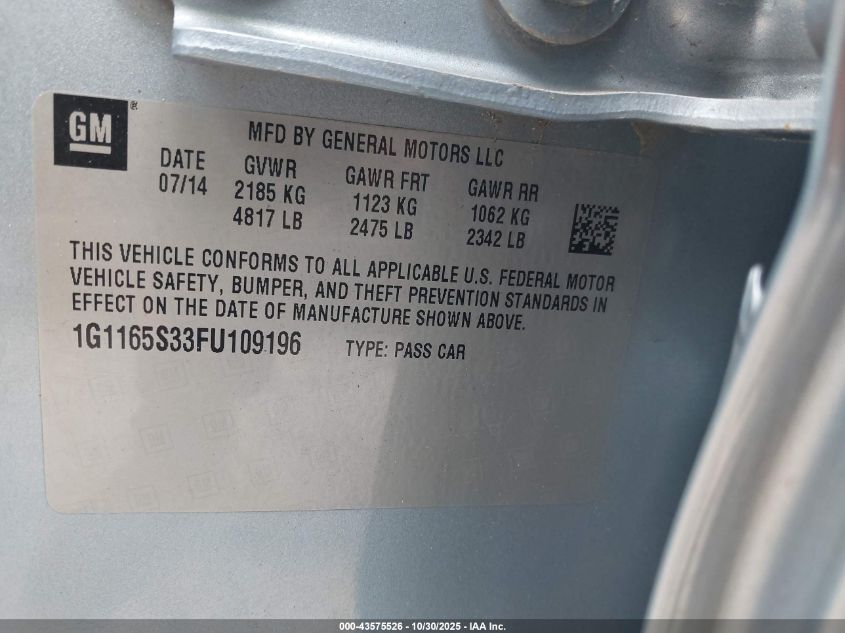 GM
MFD BY GENERAL MOTORS LLC
DATE GVWR GAWR FRT GAWR RR
07/14 2185 KG 1123 KG 1062 KG
4817 LB 2475 LB 2342 LB
THIS VEHICLE CONFORMS TO ALL APPLICABLE U.S. FEDERAL MOTOR
VEHICLE SAFETY, BUMPER, AND THEFT PREVENTION STANDARDS IN
EFFECT ON THE DATE OF MANUFACTURE SHOWN ABOVE.
1G1165S33FU109196 TYPE: PASS CAR
000-43575526 - 10/30/2025 - IAA Inc.